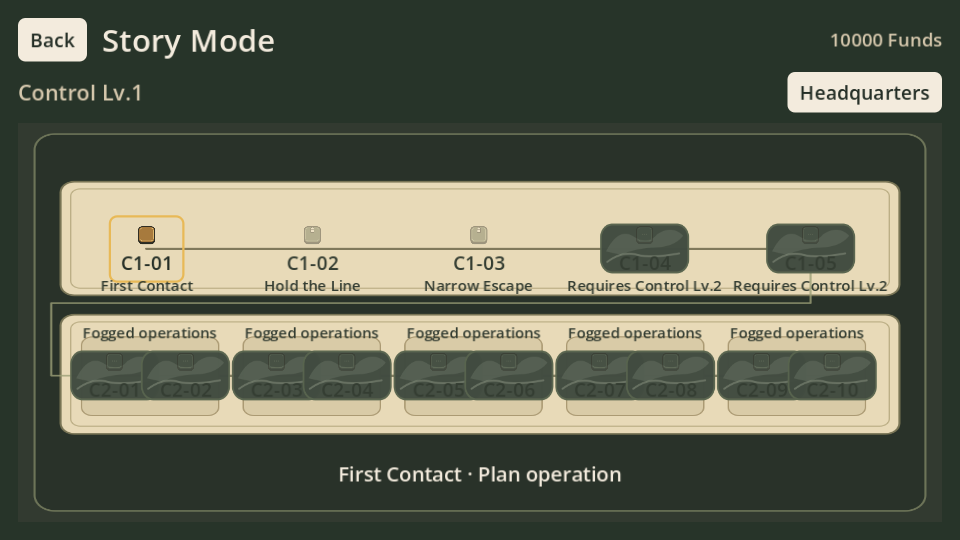 Back
Story Mode
10000 Funds
Control Lv.1
Headquarters
C1-01
C1-02
C1-03
C1-04
C1-05
First Contact
Hold the Line
Narrow Escape
Requires Control Lv.2
Requires Control Lv.2
Fogged operations
Fogged operations
Fogged operations
Fogged operations
Fogged operations
C2-01
C2-02
C2-03
C2-04
C2-05
C2-06
C2-07
C2-08
C2-09
C2-10
First Contact · Plan operation